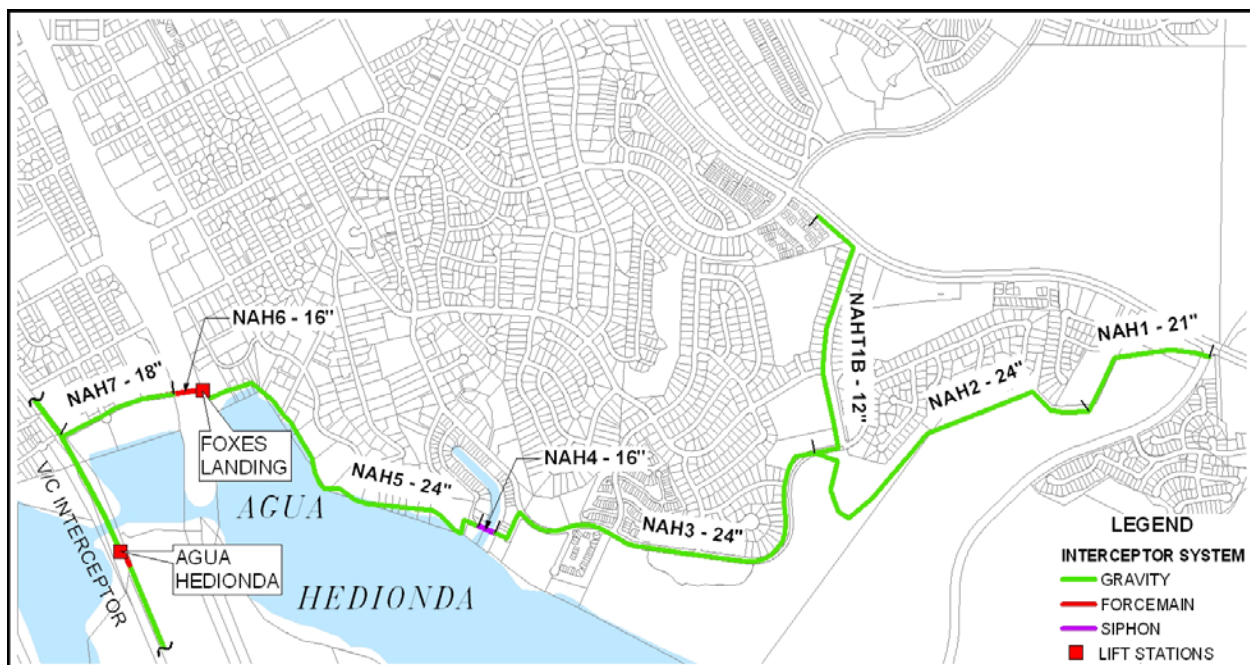 NAH6 - 16"
NAH7 - 18"
FOXES
LANDING
NAH5 - 24"
NAH4 - 16"
NAH3 - 24"
NAHT1B - 12"
NAH2 - 24"
NAH1 - 21"
AGUA
HEDIONDA
V/C INTERCEPTOR
AGUA
HEDIONDA
LEGEND
INTERCEPTOR SYSTEM
GRAVITY
FORCEMAIN
SIPHON
LIFT STATIONS